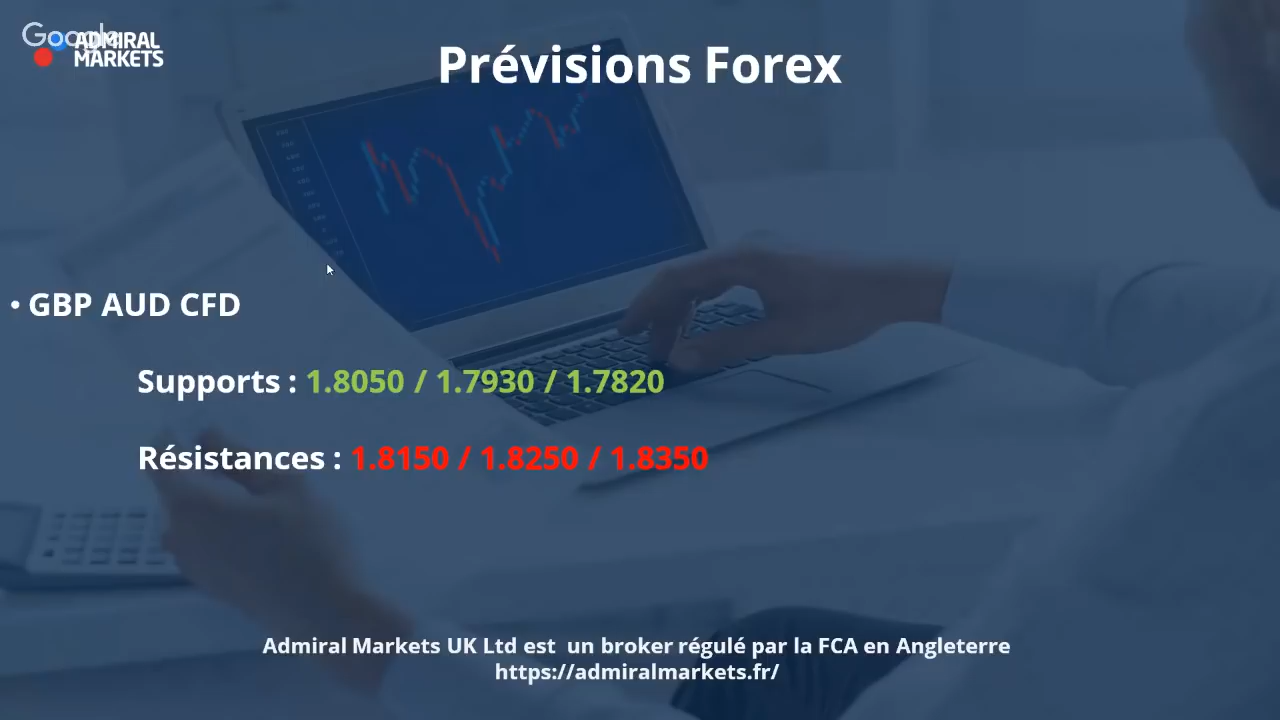 Google
ADMIRAL
MARKETS
Prévisions Forex
• GBP AUD CFD
Supports : 1.8050 / 1.7930 / 1.7820
Résistances : 1.8150 / 1.8250 / 1.8350
Admiral Markets UK Ltd est  un broker régulé par la FCA en Angleterre
https://admiralmarkets.fr/